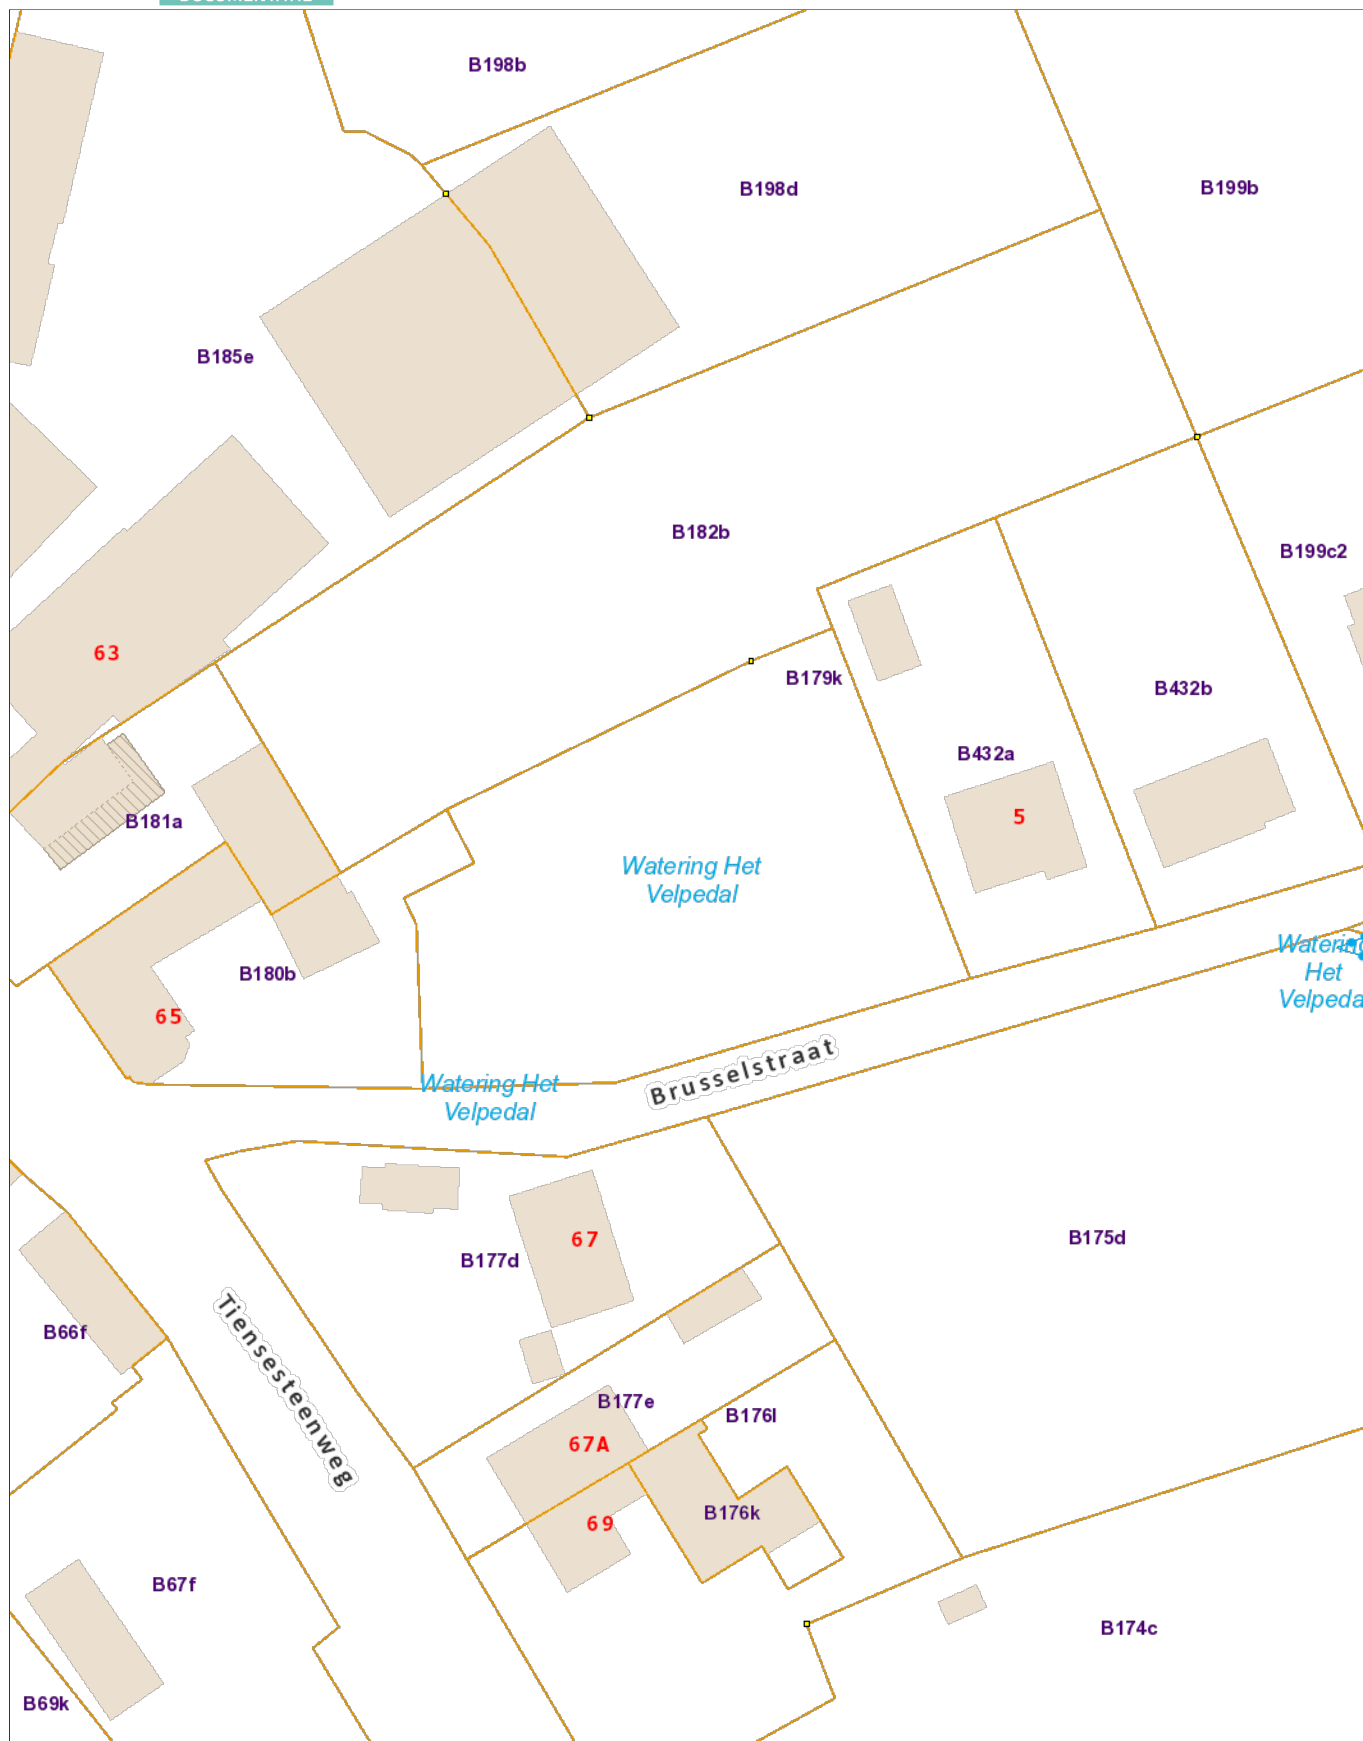 B198b
B198d
B199b
B185e
B182b
B199c2
63
B179k
B432b
B432a
5
B181a
Watering Het
Velpedal
B180b
65
Het
Brusselstraat
Watering Het
Velpedal
67
B175d
B177d
Tiensesteenweg
B66f
B177e
B176l
67A
B176k
69
B67f
B174c
B69k